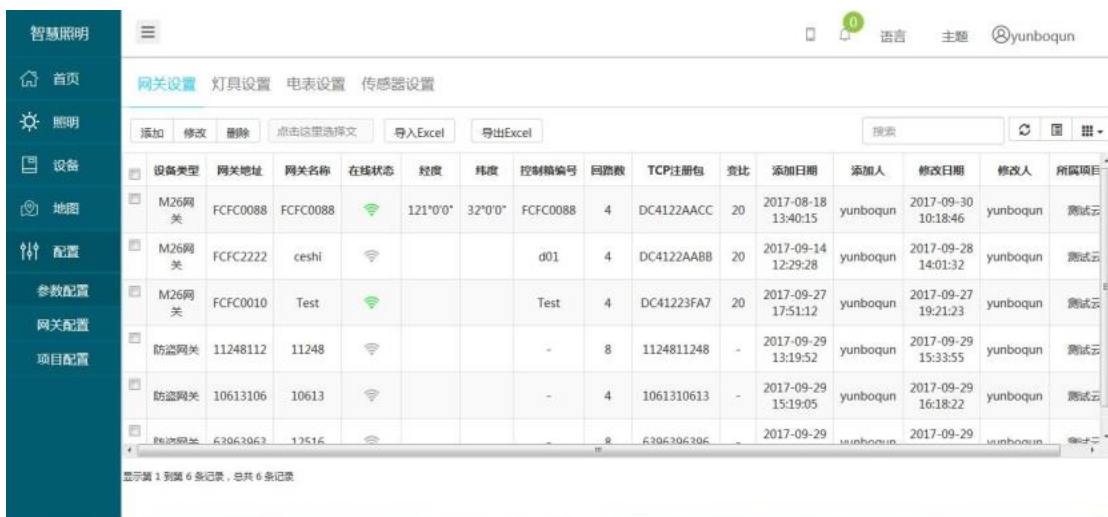 智慧照明
0
语言
主题
yunboqun
首页
照明
设备
地图
配置
参数配置
网关配置
项目配置
网关设置 灯具设置 电表设置 传感器设置
添加 修改 删除 点击这里选择文 导入Excel 导出Excel 搜索
设备类型 网关地址 网关名称 在线状态 经度 纬度 控制箱编号 回路数 TCP注册包 变比 添加日期 添加人 修改日期 修改人 所属项目
M26网关 FCFC0088 FCFC0088 121°0'0" 32°0'0" FCFC0088 4 DC4122AACC 20 2017-08-18 13:40:15 yunboqun 2017-09-30 10:18:46 yunboqun 测试云
M26网关 FCFC2222 ceshi d01 4 DC4122AABB 20 2017-09-14 12:29:28 yunboqun 2017-09-28 14:01:32 yunboqun 测试云
M26网关 FCFC0010 Test Test 4 DC41223FA7 20 2017-09-27 17:51:12 yunboqun 2017-09-27 19:21:23 yunboqun 测试云
防盗网关 11248112 11248 - 8 1124811248 - 2017-09-29 13:19:52 yunboqun 2017-09-29 15:33:55 yunboqun 测试云
防盗网关 10613106 10613 - 4 1061310613 - 2017-09-29 15:19:05 yunboqun 2017-09-29 16:18:22 yunboqun 测试云
防盗网关 63963963 12516 - 8 6396396396 - 2017-09-29 yunboqun 2017-09-29 yunboqun 测试云
显示第 1 到第 6 条记录，总共 6 条记录